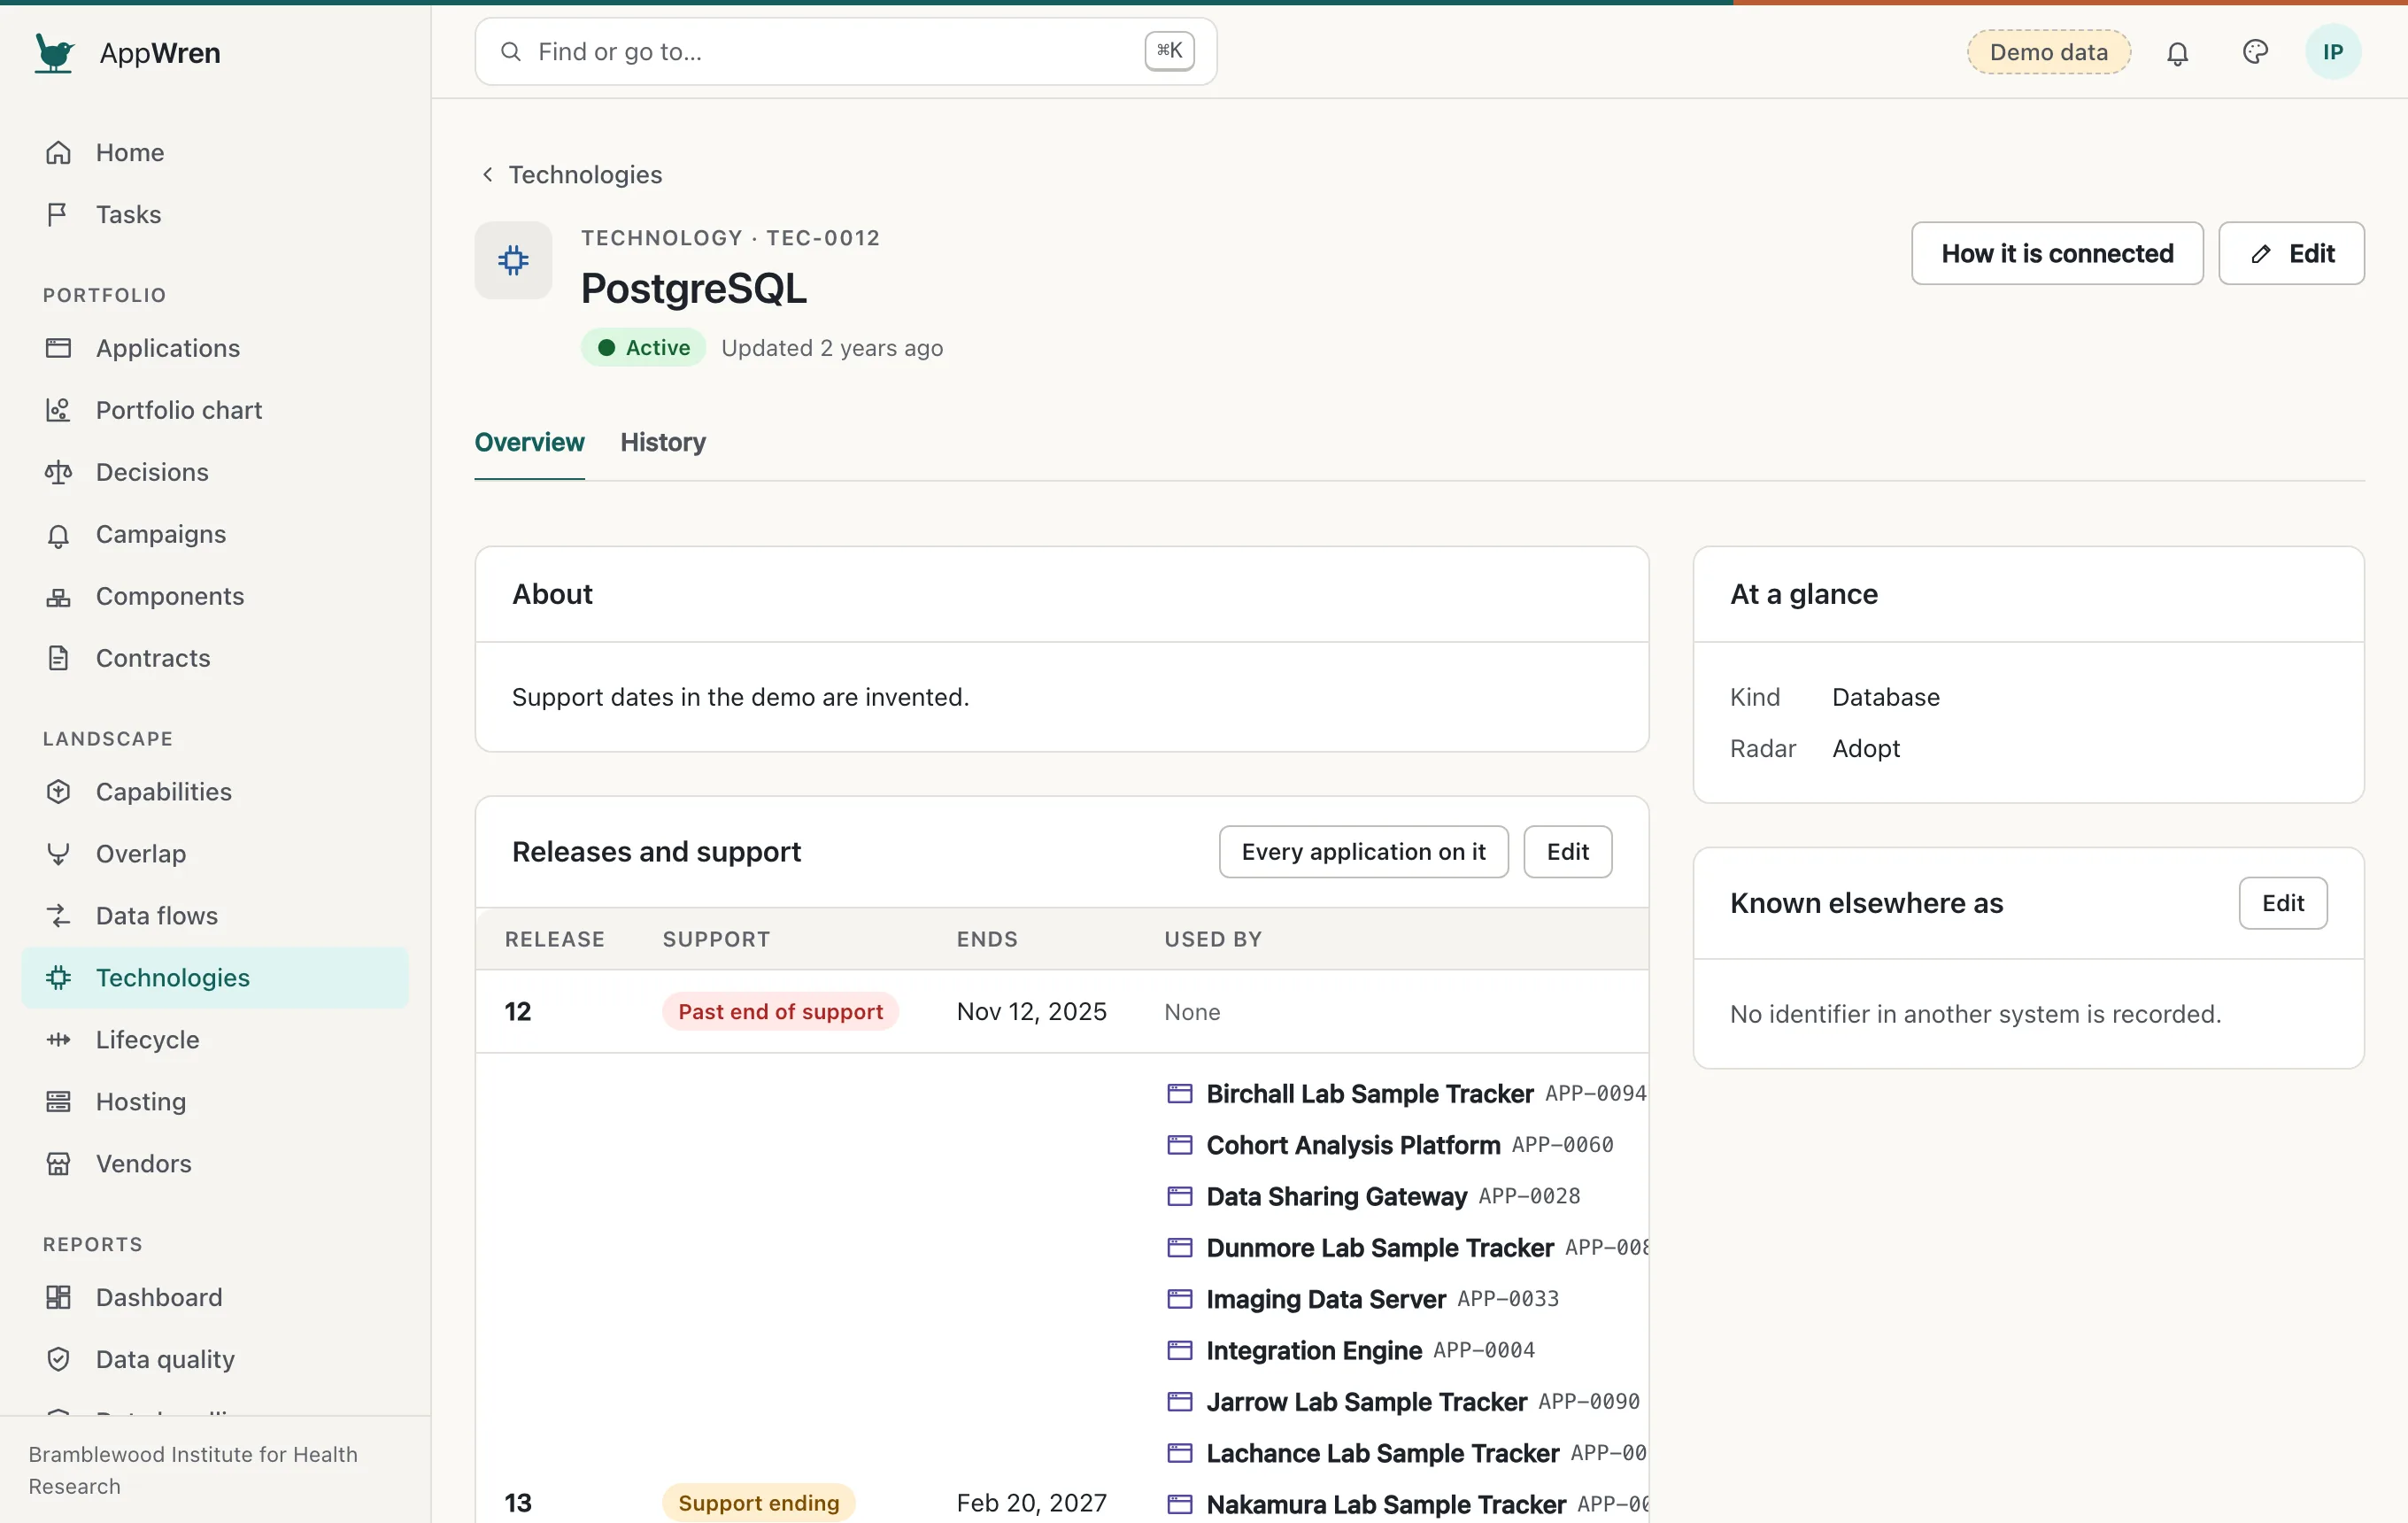 AppWren
Find or go to...
⌘K
Demo data
IP
Home
Tasks
PORTFOLIO
Applications
Portfolio chart
Decisions
Campaigns
Components
Contracts
LANDSCAPE
Capabilities
Overlap
Data flows
Technologies
Lifecycle
Hosting
Vendors
REPORTS
Dashboard
Data quality
Bramblewood Institute for Health
Research
Technologies
TECHNOLOGY · TEC-0012
PostgreSQL
Active Updated 2 years ago
How it is connected
Edit
Overview History
About
Support dates in the demo are invented.
Releases and support
Every application on it
Edit
RELEASE SUPPORT ENDS USED BY
12 Past end of support Nov 12, 2025 None
Birchall Lab Sample Tracker APP-0094
Cohort Analysis Platform APP-0060
Data Sharing Gateway APP-0028
Dunmore Lab Sample Tracker
Imaging Data Server APP-0033
Integration Engine APP-0004
Jarrow Lab Sample Tracker APP-0090
Lachance Lab Sample Tracker
13 Support ending Feb 20, 2027 Nakamura Lab Sample Tracker
At a glance
Kind Database
Radar Adopt
Known elsewhere as
Edit
No identifier in another system is recorded.